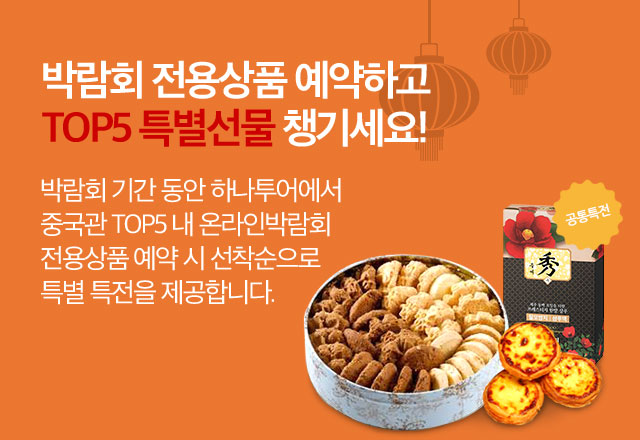 박람회 전용상품 예약하고
TOP5 특별선물 챙기세요!
박람회 기간 동안 하나투어에서
중국관 TOP5 내 온라인박람회
전용상품 예약 시 선착순으로
특별 특전을 제공합니다.
공통특전
秀